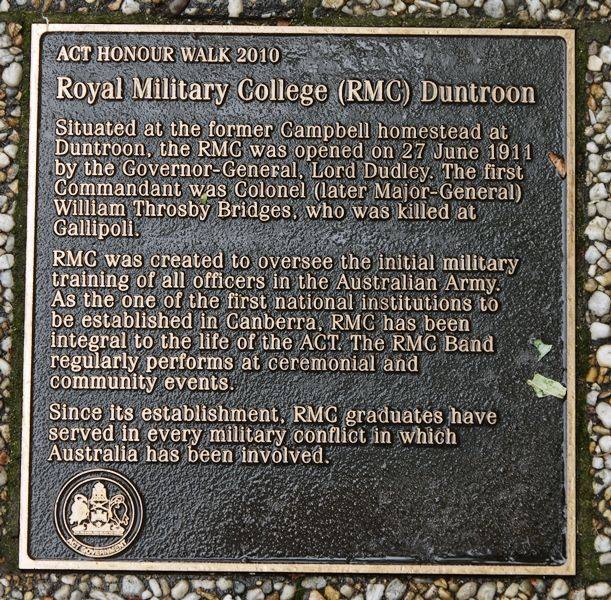 ACT HONOUR WALK 2010
Royal Military College (RMC) Duntroon
Situated at the former Campbell homestead at
Duntroon, the RMC was opened on 27 June 1911
by the Governor-General, Lord Dudley. The first
Commandant was Colonel (later Major-General)
William Throsby Bridges, who was killed at
Gallipoli.
RMC was created to oversee the initial military
training of all officers in the Australian Army.
As the one of the first national institutions to
be established in Canberra, RMC has been
integral to the life of the ACT. The RMC Band
regularly performs at ceremonial and
community events.
Since its establishment, RMC graduates have
served in every military conflict in which
Australia has been involved.
ACT GOVERNMENT